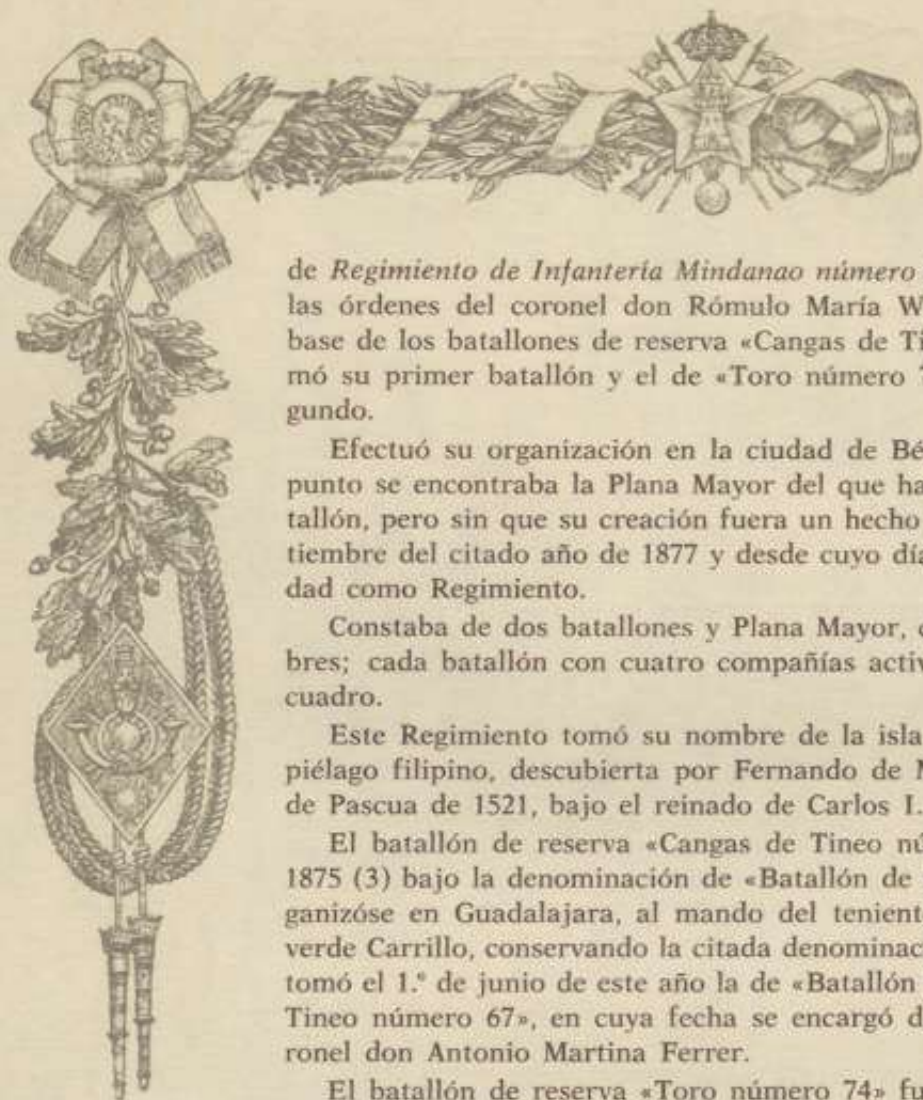 de Regimiento de Infantería Mindanao número
las órdenes del coronel don Rómulo María W
base de los batallones de reserva «Cangas de Ti
mó su primer batallón y el de «Toro número
gundo.
Efectuó su organización en la ciudad de Bé
punto se encontraba la Plana Mayor del que ha
tallón, pero sin que su creación fuera un hecho
tiembre del citado año de 1877 y desde cuyo día
dad como Regimiento.
Constaba de dos batallones y Plana Mayor,
bres; cada batallón con cuatro compañías activ
cuadro.
Este Regimiento tomó su nombre de la isla
piélago filipino, descubierta por Fernando de M
de Pascua de 1521, bajo el reinado de Carlos I.
El batallón de reserva «Cangas de Tineo nú
1875 (3) bajo la denominación de «Batallón de
ganizóse en Guadalajara, al mando del teniente
verde Carrillo, conservando la citada denominac
tomó el 1.º de junio de este año la de «Batallón
Tineo número 67», en cuya fecha se encargó d
ronel don Antonio Martina Ferrer.
El batallón de reserva «Toro número 74» fu